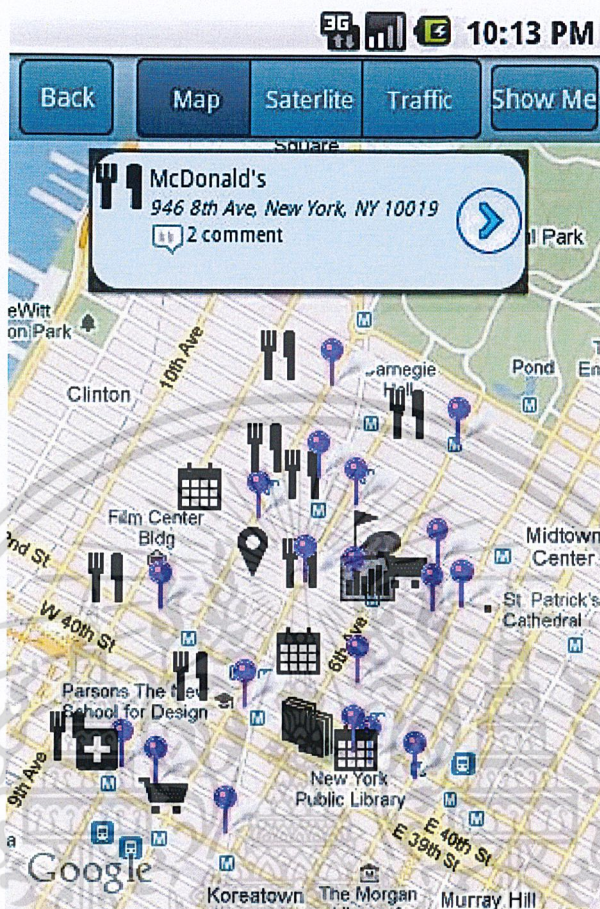 3G 10:13 PM
Back Map Saterlite Traffic Show Me
Square
McDonald's
946 8th Ave, New York, NY 10019
2 comment
l Park
eWitt
on Park
10th Ave
Clinton
arnegie
Hall
Pond
En
Film Center
Bldg
Midtown
Center
2nd St
St Patrick's
Cathedral
W 40th St
6th Ave
Parsons The New
School for Design
9th Ave
New York
Public Library
E 40th St
E 39th St
a
Google
Koreatown
The Morgan
Murray Hill